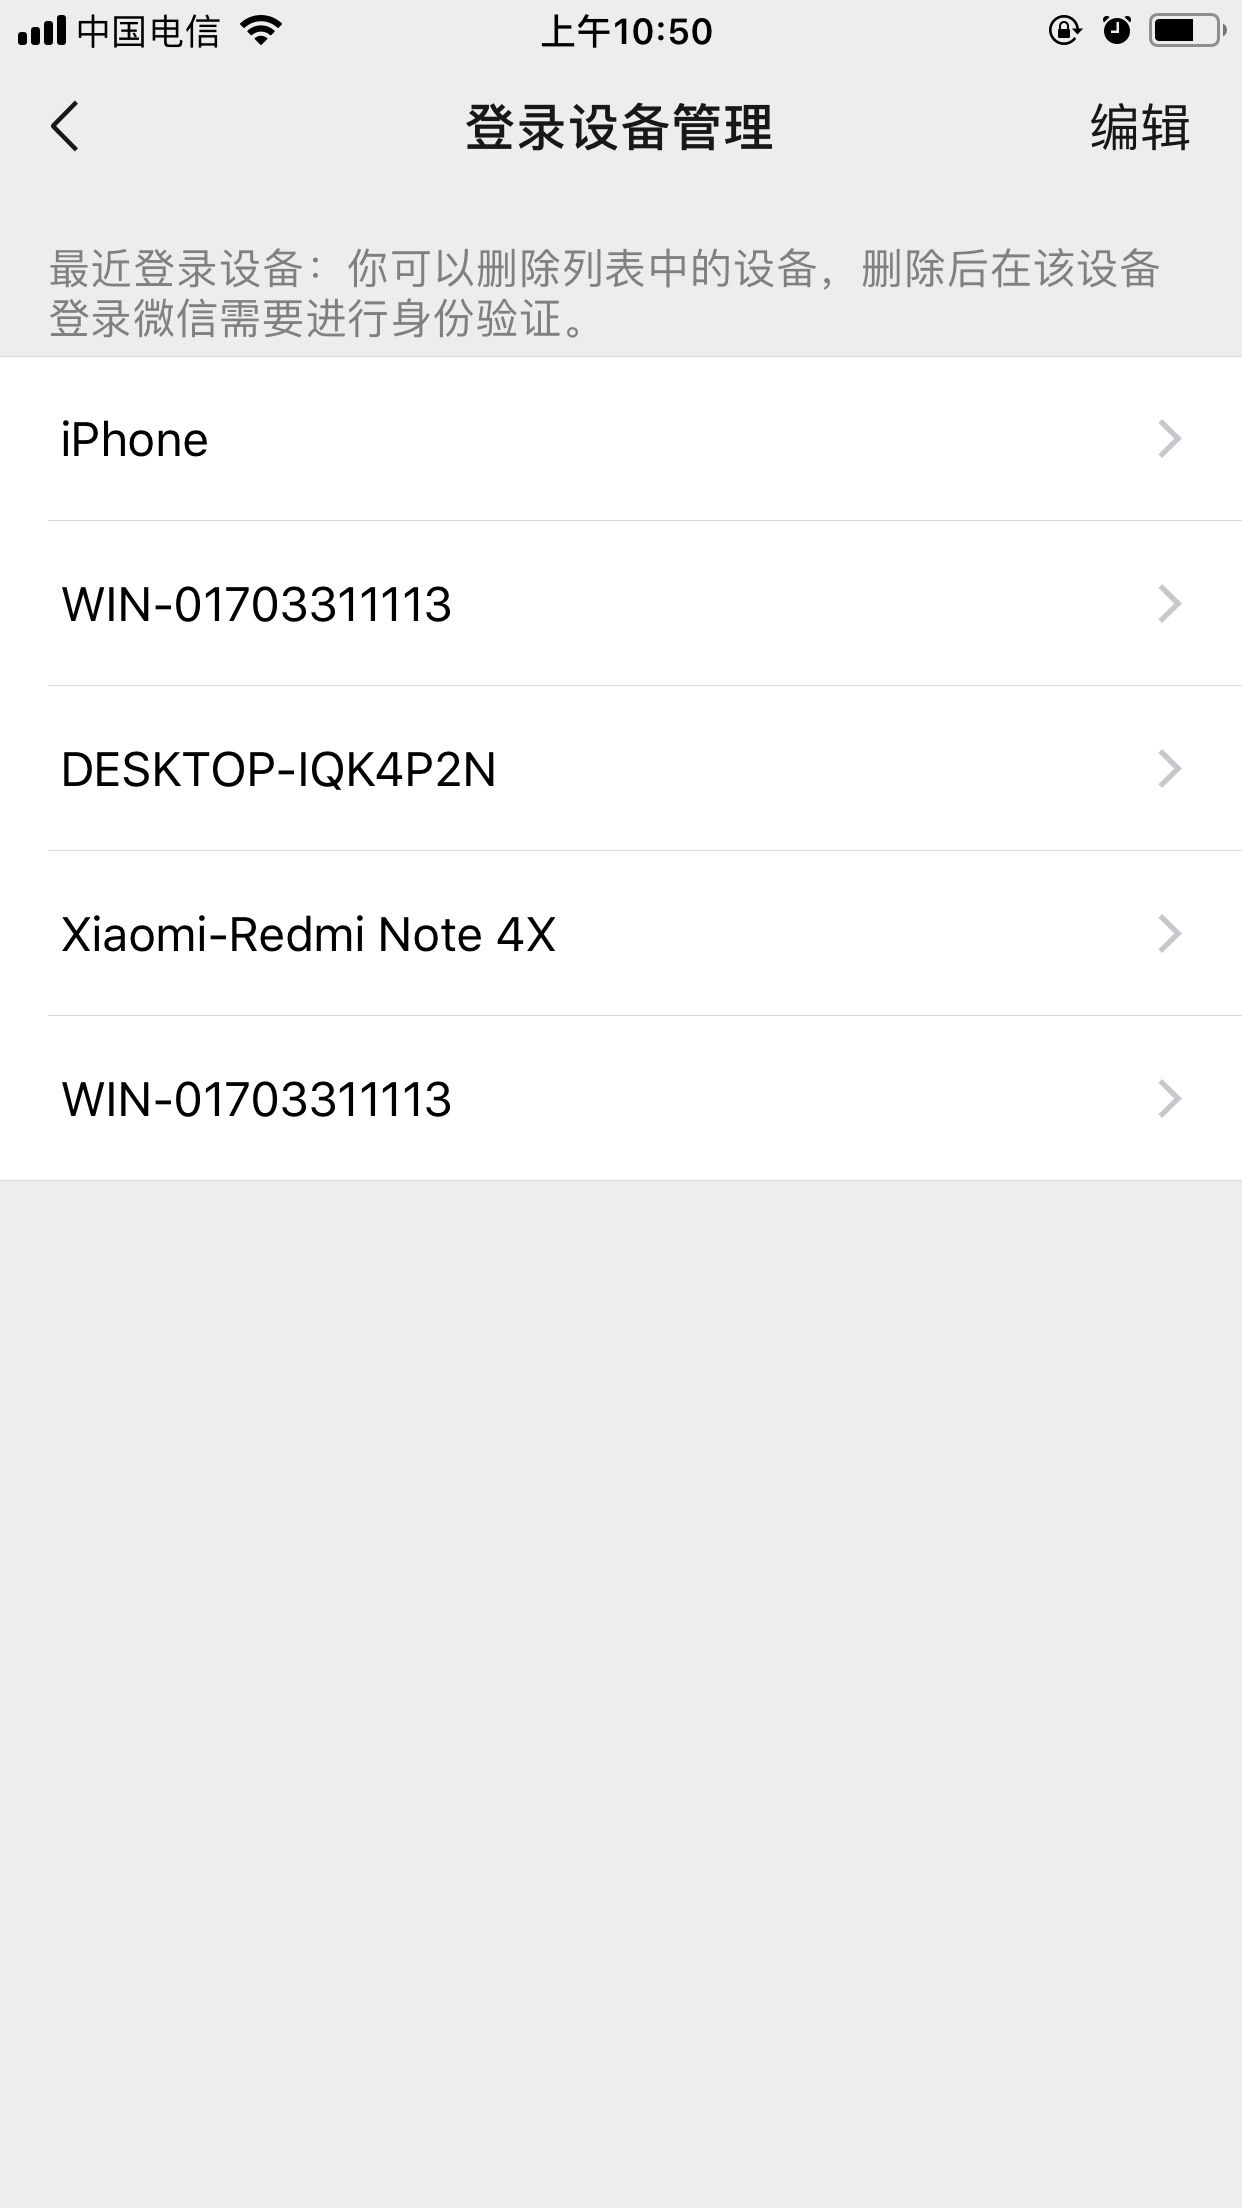 中国电信
上午10:50
登录设备管理
编辑
最近登录设备：你可以删除列表中的设备，删除后在该设备
登录微信需要进行身份验证。
iPhone
WIN-01703311113
DESKTOP-IQK4P2N
Xiaomi-Redmi Note 4X
WIN-01703311113